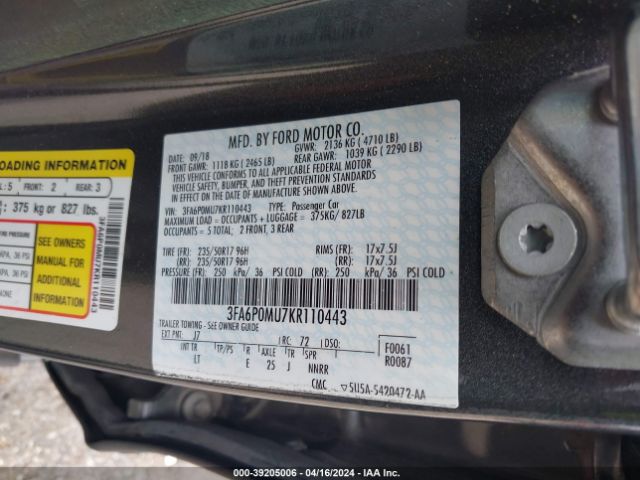 OADING INFORMATION
L: 5 FRONT: 2 REAR: 3
375 kg or 827 lbs.
SEE OWNERS
MANUAL FOR
ADDITIONAL
INFORMATION
3FA6P0MU7KR110443
MFD. BY FORD MOTOR CO.
09/18 GVWR: 2136 KG ( 4710 LB)
FRONT GAWR: 1118 KG ( 2465 LB) REAR GAWR: 1039 KG ( 2290 LB)
THIS VEHICLE CONFORMS TO ALL APPLICABLE FEDERAL MOTOR
VEHICLE SAFETY, BUMPER, AND THEFT PREVENTION STANDARDS
IN EFFECT ON THE DATE OF MANUFACTURE SHOWN ABOVE.
VIN: 3FA6P0MU7KR110443 TYPE: Passenger Car
MAXIMUM LOAD = OCCUPANTS + LUGGAGE = 375KG/ 827LB
OCCUPANTS = 5 TOTAL: 2 FRONT, 3 REAR
TIRE (FR): 235/50R17 96H RIMS (FR): 17x7.5J
(RR): 235/50R17 96H (RR): 17x7.5J
PRESSURE (FR) 250 kPa/ 36 PSI COLD (RR) 250 kPa/ 36 PSI COLD
3FA6P0MU7KR110443
TRAILER TOWING - SEE OWNER GUIDE
EXT PNT: J7 RC: 72 DSO: F0061
INT TR TP/PS R AXLE TR SPR R0087
LT E 25 J NNRR
CMC 5U5A-5420472-AA
000-39205006 - 04/16/2024 - IAA Inc.